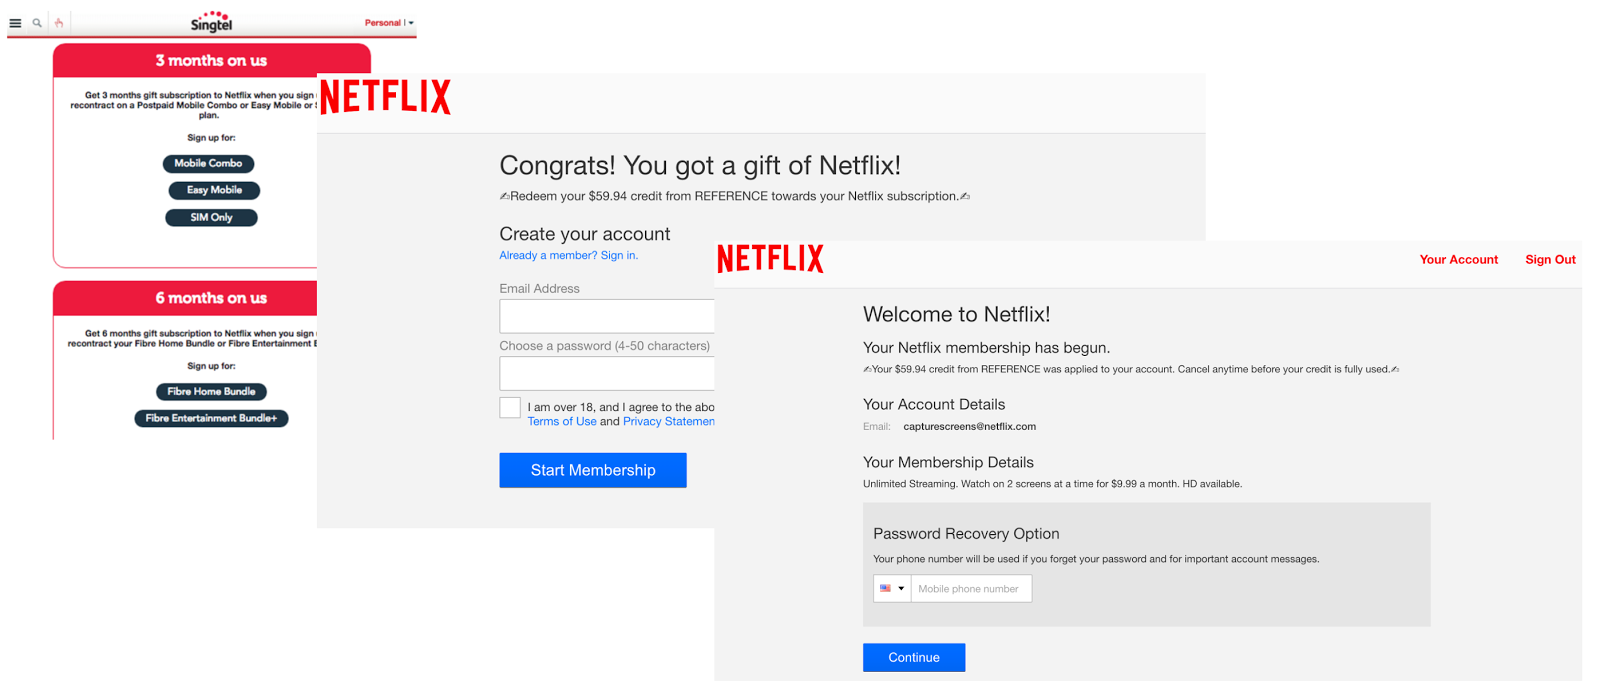 Singtel
Personal
3 months on us
Get 3 months gift subscription to Netflix when you sign
recontract on a Postpaid Mobile Combo or Easy Mobile or
plan.
Sign up for:
Mobile Combo
Easy Mobile
SIM Only
6 months on us
Get 6 months gift subscription to Netflix when you sign
recontract your Fibre Home Bundle or Fibre Entertainment
Sign up for:
Fibre Home Bundle
Fibre Entertainment Bundle+
NETFLIX
Congrats! You got a gift of Netflix!
✍Redeem your $59.94 credit from REFERENCE towards your Netflix subscription.✍
Create your account
Already a member? Sign in.
Email Address
Choose a password (4-50 characters)
I am over 18, and I agree to the abo
Terms of Use and Privacy Statemen
Start Membership
NETFLIX
Your Account Sign Out
Welcome to Netflix!
Your Netflix membership has begun.
✍Your $59.94 credit from REFERENCE was applied to your account. Cancel anytime before your credit is fully used.✍
Your Account Details
Email: capturescreens@netflix.com
Your Membership Details
Unlimited Streaming. Watch on 2 screens at a time for $9.99 a month. HD available.
Password Recovery Option
Your phone number will be used if you forget your password and for important account messages.
Mobile phone number
Continue